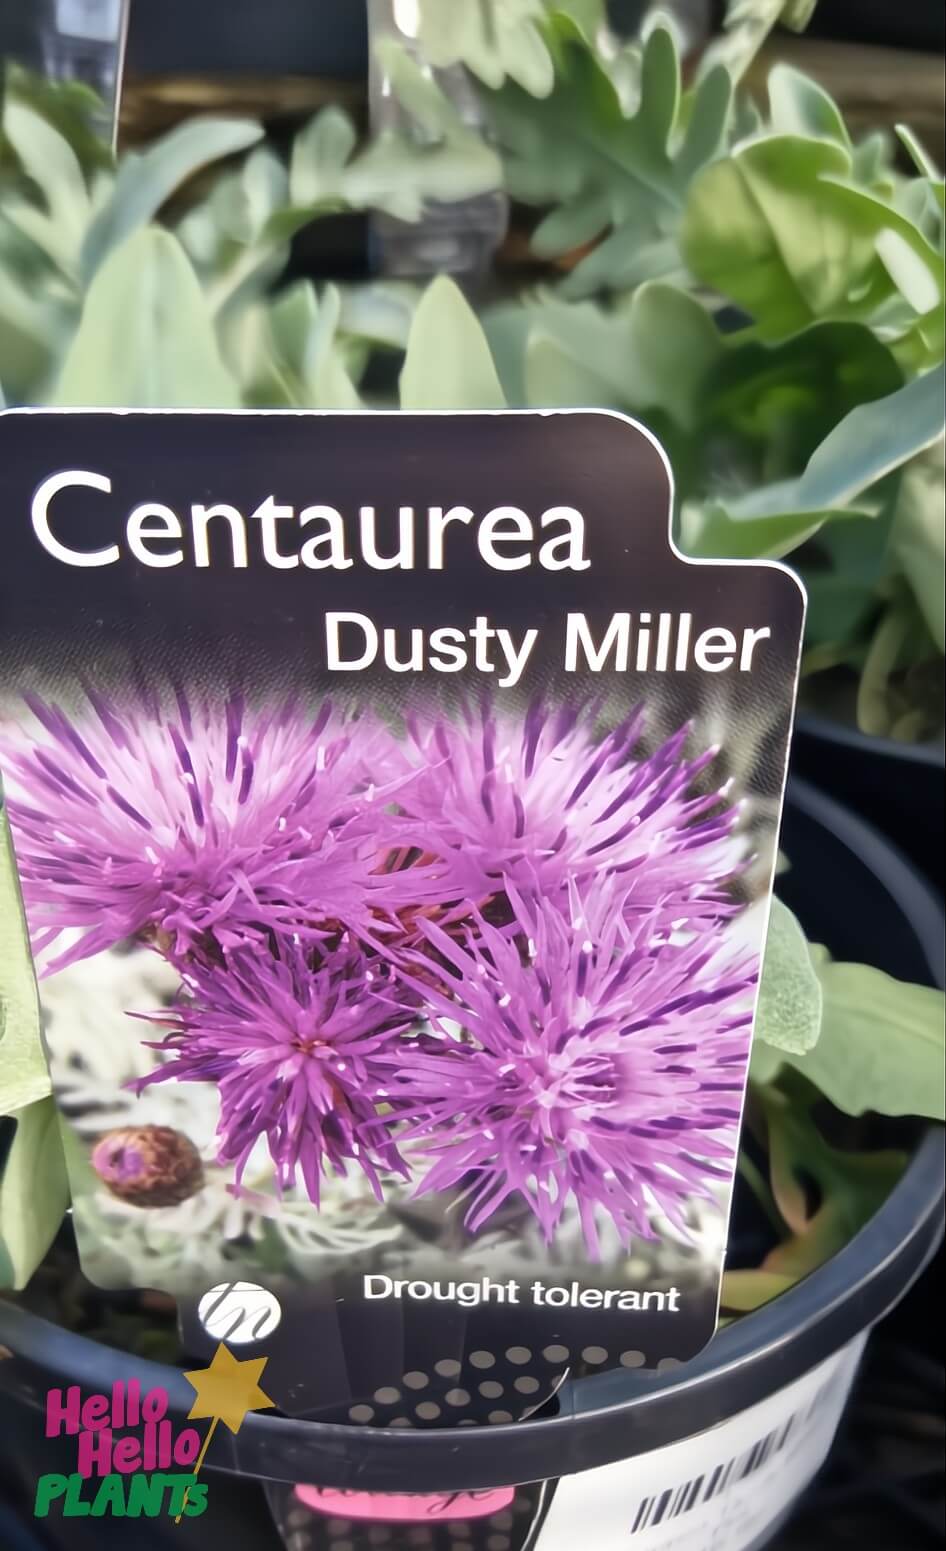 Centaurea
Dusty Miller
Drought tolerant
Hello
Hello
PLANTs